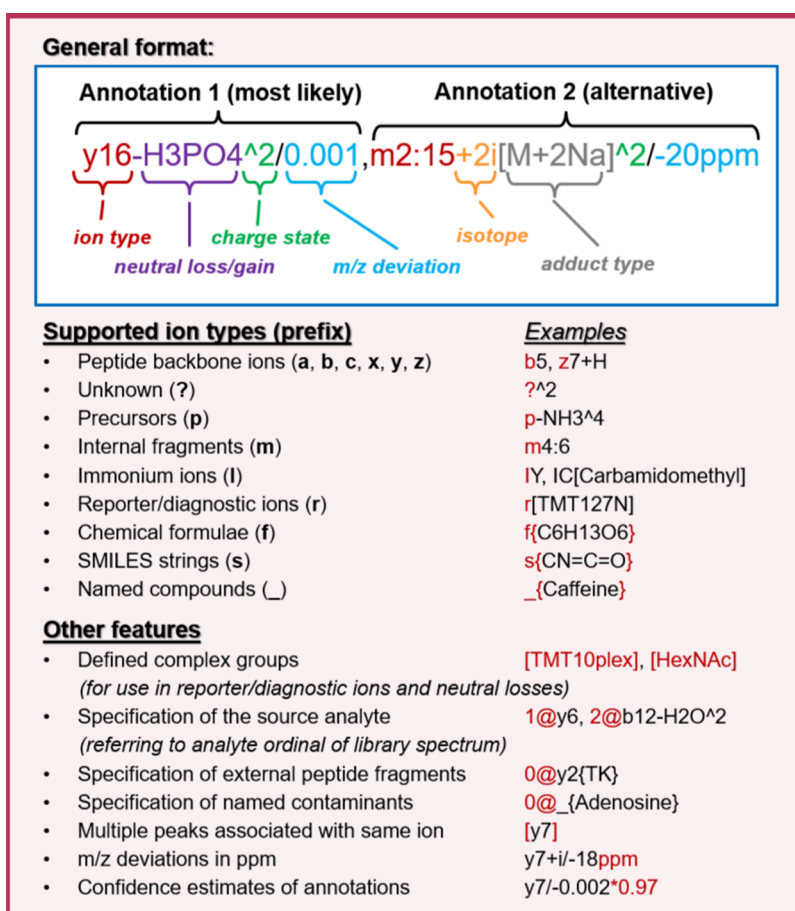 General format:
Annotation 1 (most likely) Annotation 2 (alternative)
y16-H3PO4^2/0.001,m2:15+2i[M+2Na]^2/-20ppm
ion type charge state isotope
neutral loss/gain m/z deviation adduct type
Supported ion types (prefix) Examples
• Peptide backbone ions (a, b, c, x, y, z) b5, z7+H
• Unknown (?) ?^2
• Precursors (p) p-NH3^4
• Internal fragments (m) m4:6
• Immonium ions (I) IY, IC[Carbamidomethyl]
• Reporter/diagnostic ions (r) r[TMT127N]
• Chemical formulae (f) f{C6H13O6}
• SMILES strings (s) s{CN=C=O}
• Named compounds (_) _{Caffeine}
Other features
• Defined complex groups [TMT10plex], [HexNAc]
(for use in reporter/diagnostic ions and neutral losses)
• Specification of the source analyte 1@y6, 2@b12-H2O^2
(referring to analyte ordinal of library spectrum)
• Specification of external peptide fragments 0@y2{TK}
• Specification of named contaminants 0@_{Adenosine}
• Multiple peaks associated with same ion [y7]
• m/z deviations in ppm y7+i/-18ppm
• Confidence estimates of annotations y7/-0.002*0.97